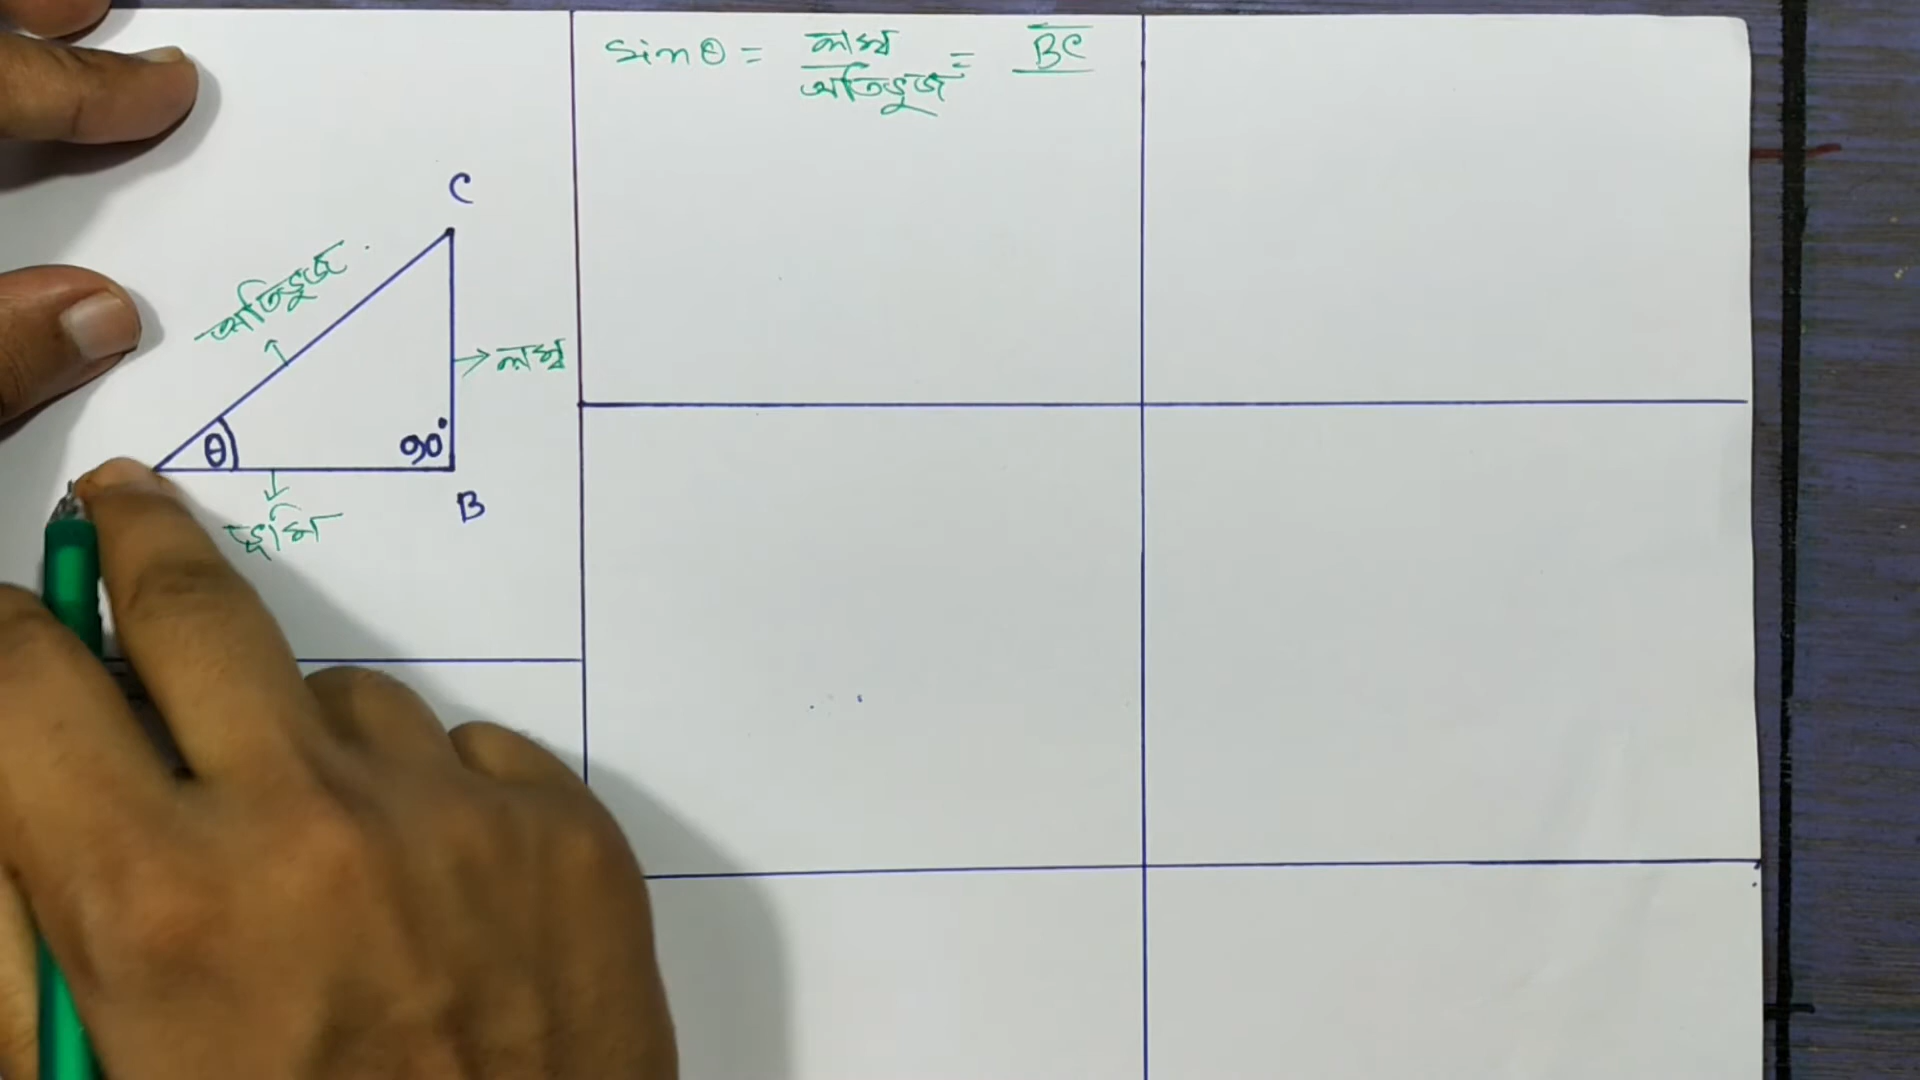 sinθ = লম্ব / অতিভুজ = BC
C
অতিভুজ
লম্ব
θ
90°
B
ভূমি